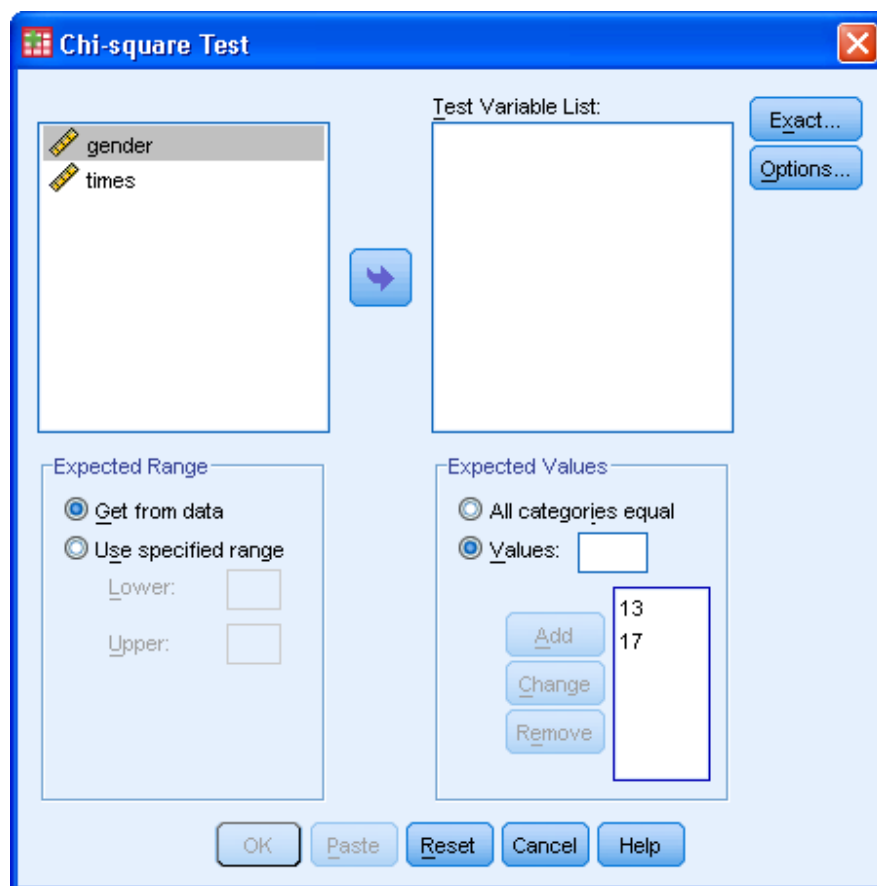 Chi-square Test
Test Variable List:
gender
times
Exact...
Options...
Expected Range
Get from data
Use specified range
Lower:
Upper:
Expected Values
All categories equal
Values:
Add
Change
Remove
13
17
OK
Paste
Reset
Cancel
Help